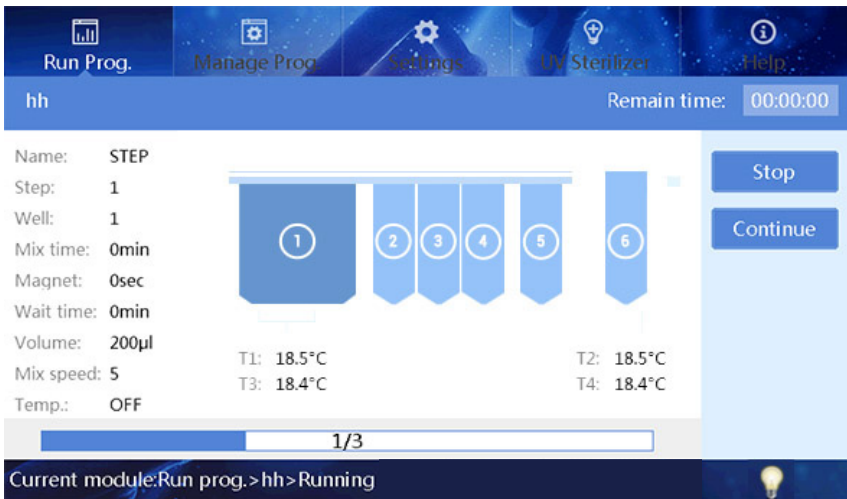 Run Prog.
Manage Prog.
Settings
UV Sterilizer
Help
hh
Remain time: 00:00:00
Name: STEP
Step: 1
Well: 1
Mix time: 0min
Magnet: 0sec
Wait time: 0min
Volume: 200µl
Mix speed: 5
Temp.: OFF
1
2
3
4
5
6
T1: 18.5°C
T3: 18.4°C
T2: 18.5°C
T4: 18.4°C
Stop
Continue
1/3
Current module:Run prog.>hh>Running